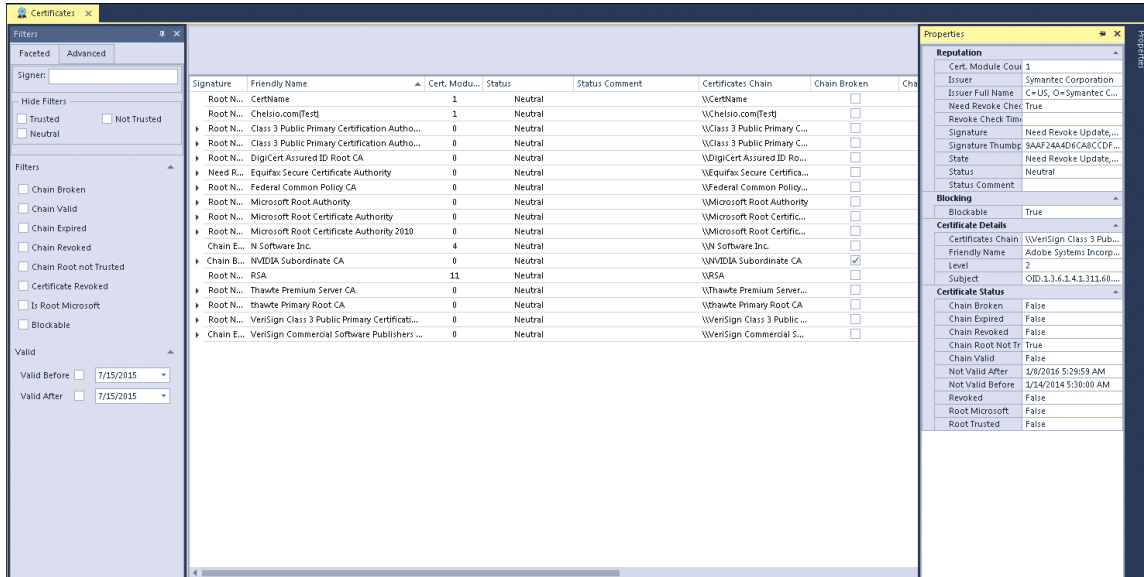 Certificates
Filters
Faceted Advanced
Signer:
Hide Filters
Trusted Not Trusted
Neutral
Filters
Chain Broken
Chain Valid
Chain Expired
Chain Revoked
Chain Root not Trusted
Certificate Revoked
Is Root Microsoft
Blockable
Valid
Valid Before 7/15/2015
Valid After 7/15/2015
Signature Friendly Name Cert. Modu... Status Status Comment Certificates Chain Chain Broken Cha
Root N... CertName 1 Neutral \\CertName
Root N... Chelsio.com(Test) 1 Neutral \\Chelsio.com(Test)
Root N... Class 3 Public Primary Certification Autho... 0 Neutral \\Class 3 Public Primary C...
Root N... Class 3 Public Primary Certification Autho... 0 Neutral \\Class 3 Public Primary C...
Root N... DigiCert Assured ID Root CA 0 Neutral \\DigiCert Assured ID Ro...
Need R... Equifax Secure Certificate Authority 0 Neutral \\Equifax Secure Certifica...
Root N... Federal Common Policy CA 0 Neutral \\Federal Common Policy...
Root N... Microsoft Root Authority 0 Neutral \\Microsoft Root Authority
Root N... Microsoft Root Certificate Authority 0 Neutral \\Microsoft Root Certific...
Root N... Microsoft Root Certificate Authority 2010 0 Neutral \\Microsoft Root Certific...
Chain E... N Software Inc. 4 Neutral \\N Software Inc.
Chain B... NVIDIA Subordinate CA 0 Neutral \\NVIDIA Subordinate CA
Root N... RSA 11 Neutral \\RSA
Root N... Thawte Premium Server CA 0 Neutral \\Thawte Premium Server...
Root N... thawte Primary Root CA 0 Neutral \\thawte Primary Root CA
Root N... VeriSign Class 3 Public Primary Certificati... 0 Neutral \\VeriSign Class 3 Public ...
Chain E... VeriSign Commercial Software Publishers ... 0 Neutral \\VeriSign Commercial S...
Properties
Reputation
Cert. Module Coun 1
Issuer Symantec Corporation
Issuer Full Name C=US, O=Symantec C...
Need Revoke Chec True
Revoke Check Time
Signature Need Revoke Update,...
Signature Thumbp 9AAF24A4D6CA8CCDF...
State Need Revoke Update,...
Status Neutral
Status Comment
Blocking
Blockable True
Certificate Details
Certificates Chain \\VeriSign Class 3 Pub...
Friendly Name Adobe Systems Incorp...
Level 2
Subject OID.1.3.6.1.4.1.311.60....
Certificate Status
Chain Broken False
Chain Expired False
Chain Revoked False
Chain Root Not Tr True
Chain Valid False
Not Valid After 1/8/2016 5:29:59 AM
Not Valid Before 1/14/2014 5:30:00 AM
Revoked False
Root Microsoft False
Root Trusted False
Properties